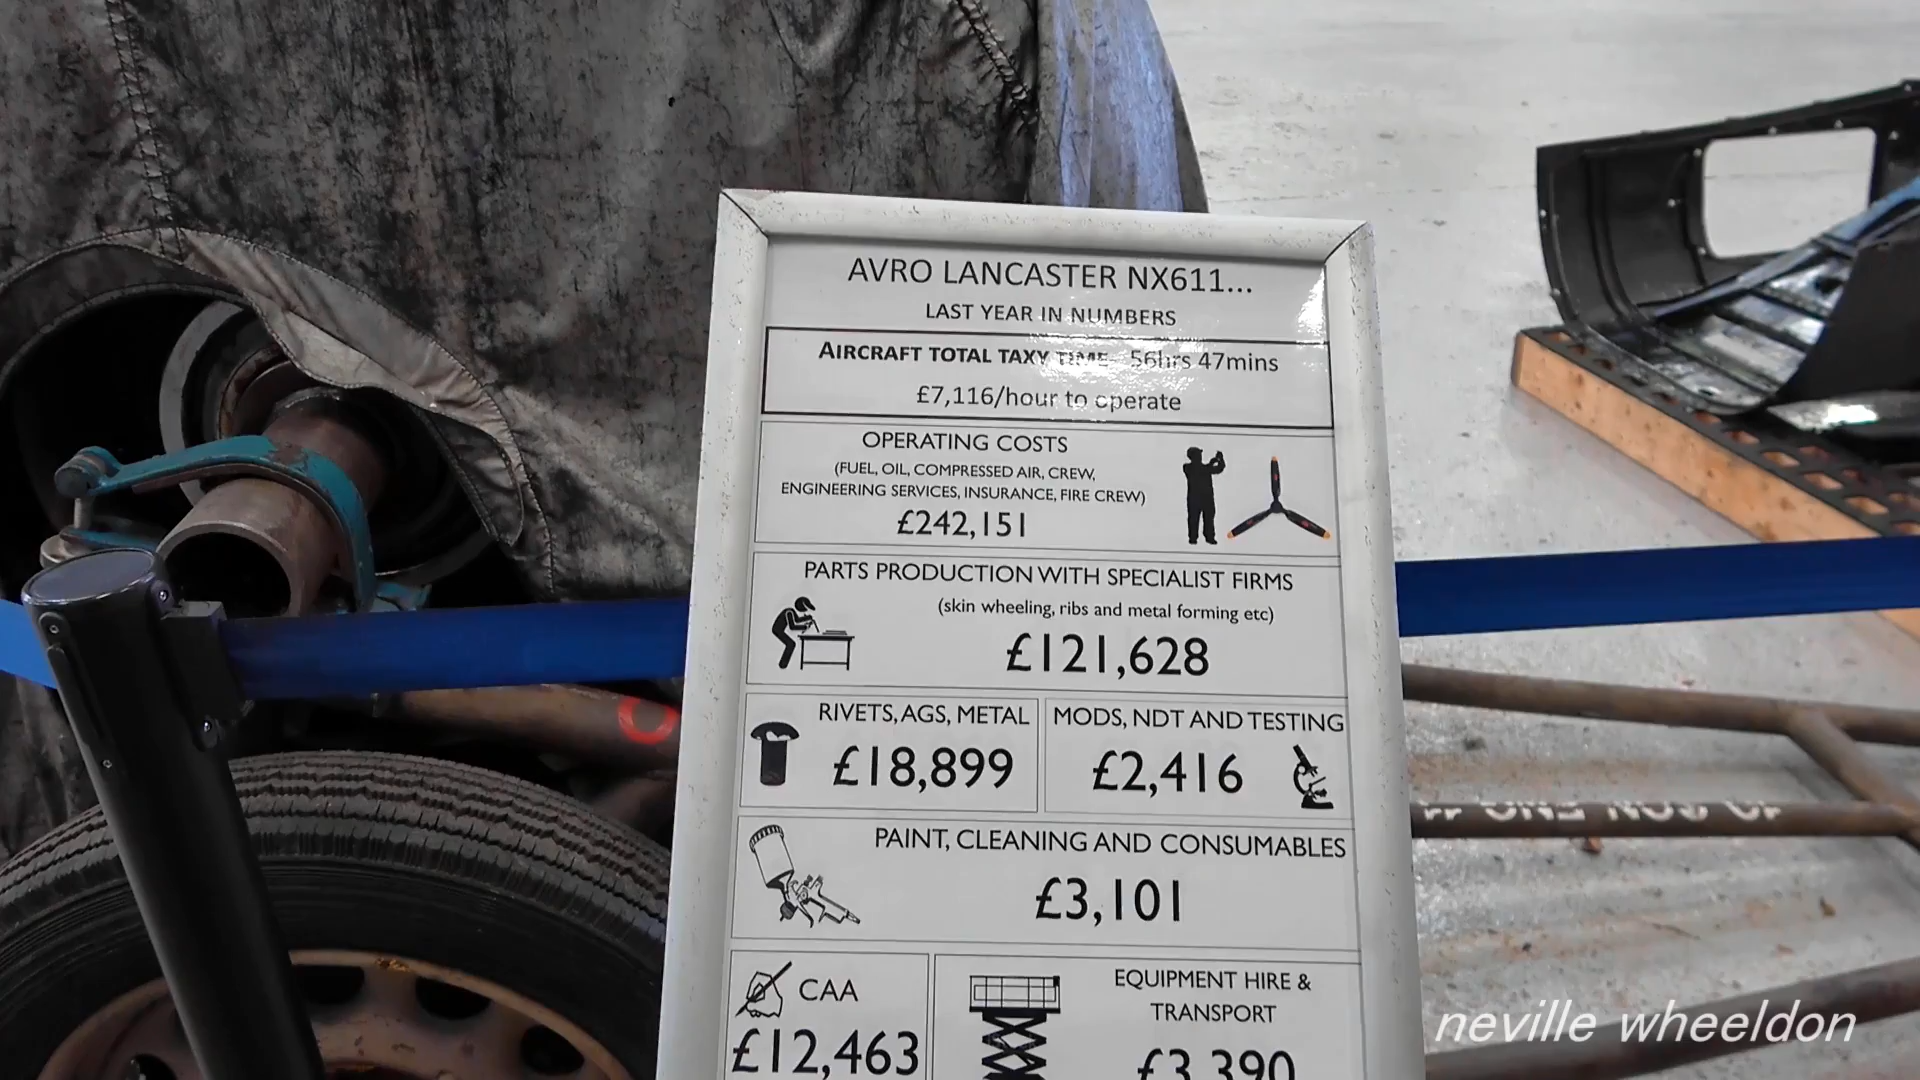 AVRO LANCASTER NX611...
LAST YEAR IN NUMBERS
AIRCRAFT TOTAL TAXY TIME 56hrs 47mins
£7,116/hour to operate
OPERATING COSTS
(FUEL, OIL, COMPRESSED AIR, CREW,
ENGINEERING SERVICES, INSURANCE, FIRE CREW)
£242,151
PARTS PRODUCTION WITH SPECIALIST FIRMS
(skin wheeling, ribs and metal forming etc)
£121,628
RIVETS, AGS, METAL
£18,899
MODS, NDT AND TESTING
£2,416
PAINT, CLEANING AND CONSUMABLES
£3,101
CAA
£12,463
EQUIPMENT HIRE &
TRANSPORT
£3,390
neville wheeldon